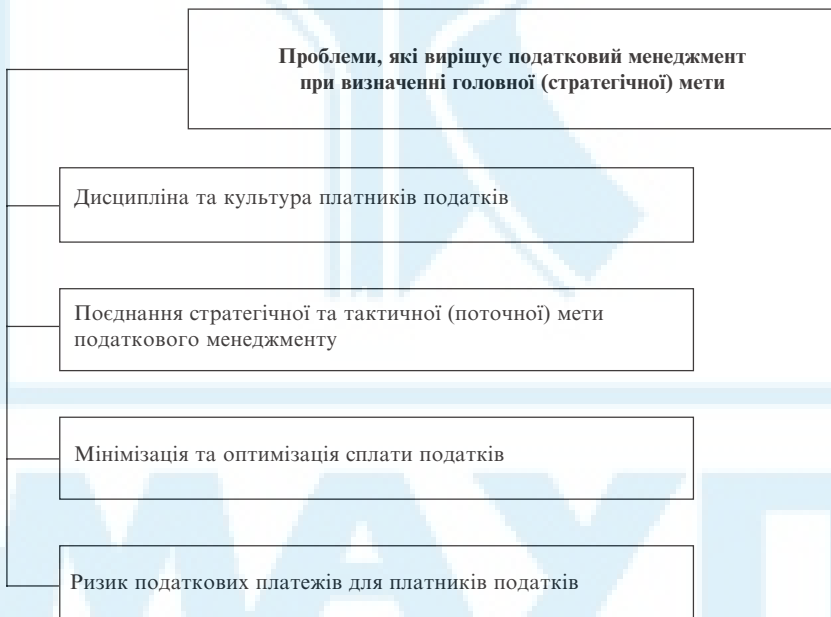 Проблеми, які вирішує податковий менеджмент
при визначенні головної (стратегічної) мети
Дисципліна та культура платників податків
Поєднання стратегічної та тактичної (поточної) мети
податкового менеджменту
Мінімізація та оптимізація сплати податків
Ризик податкових платежів для платників податків
МАУП